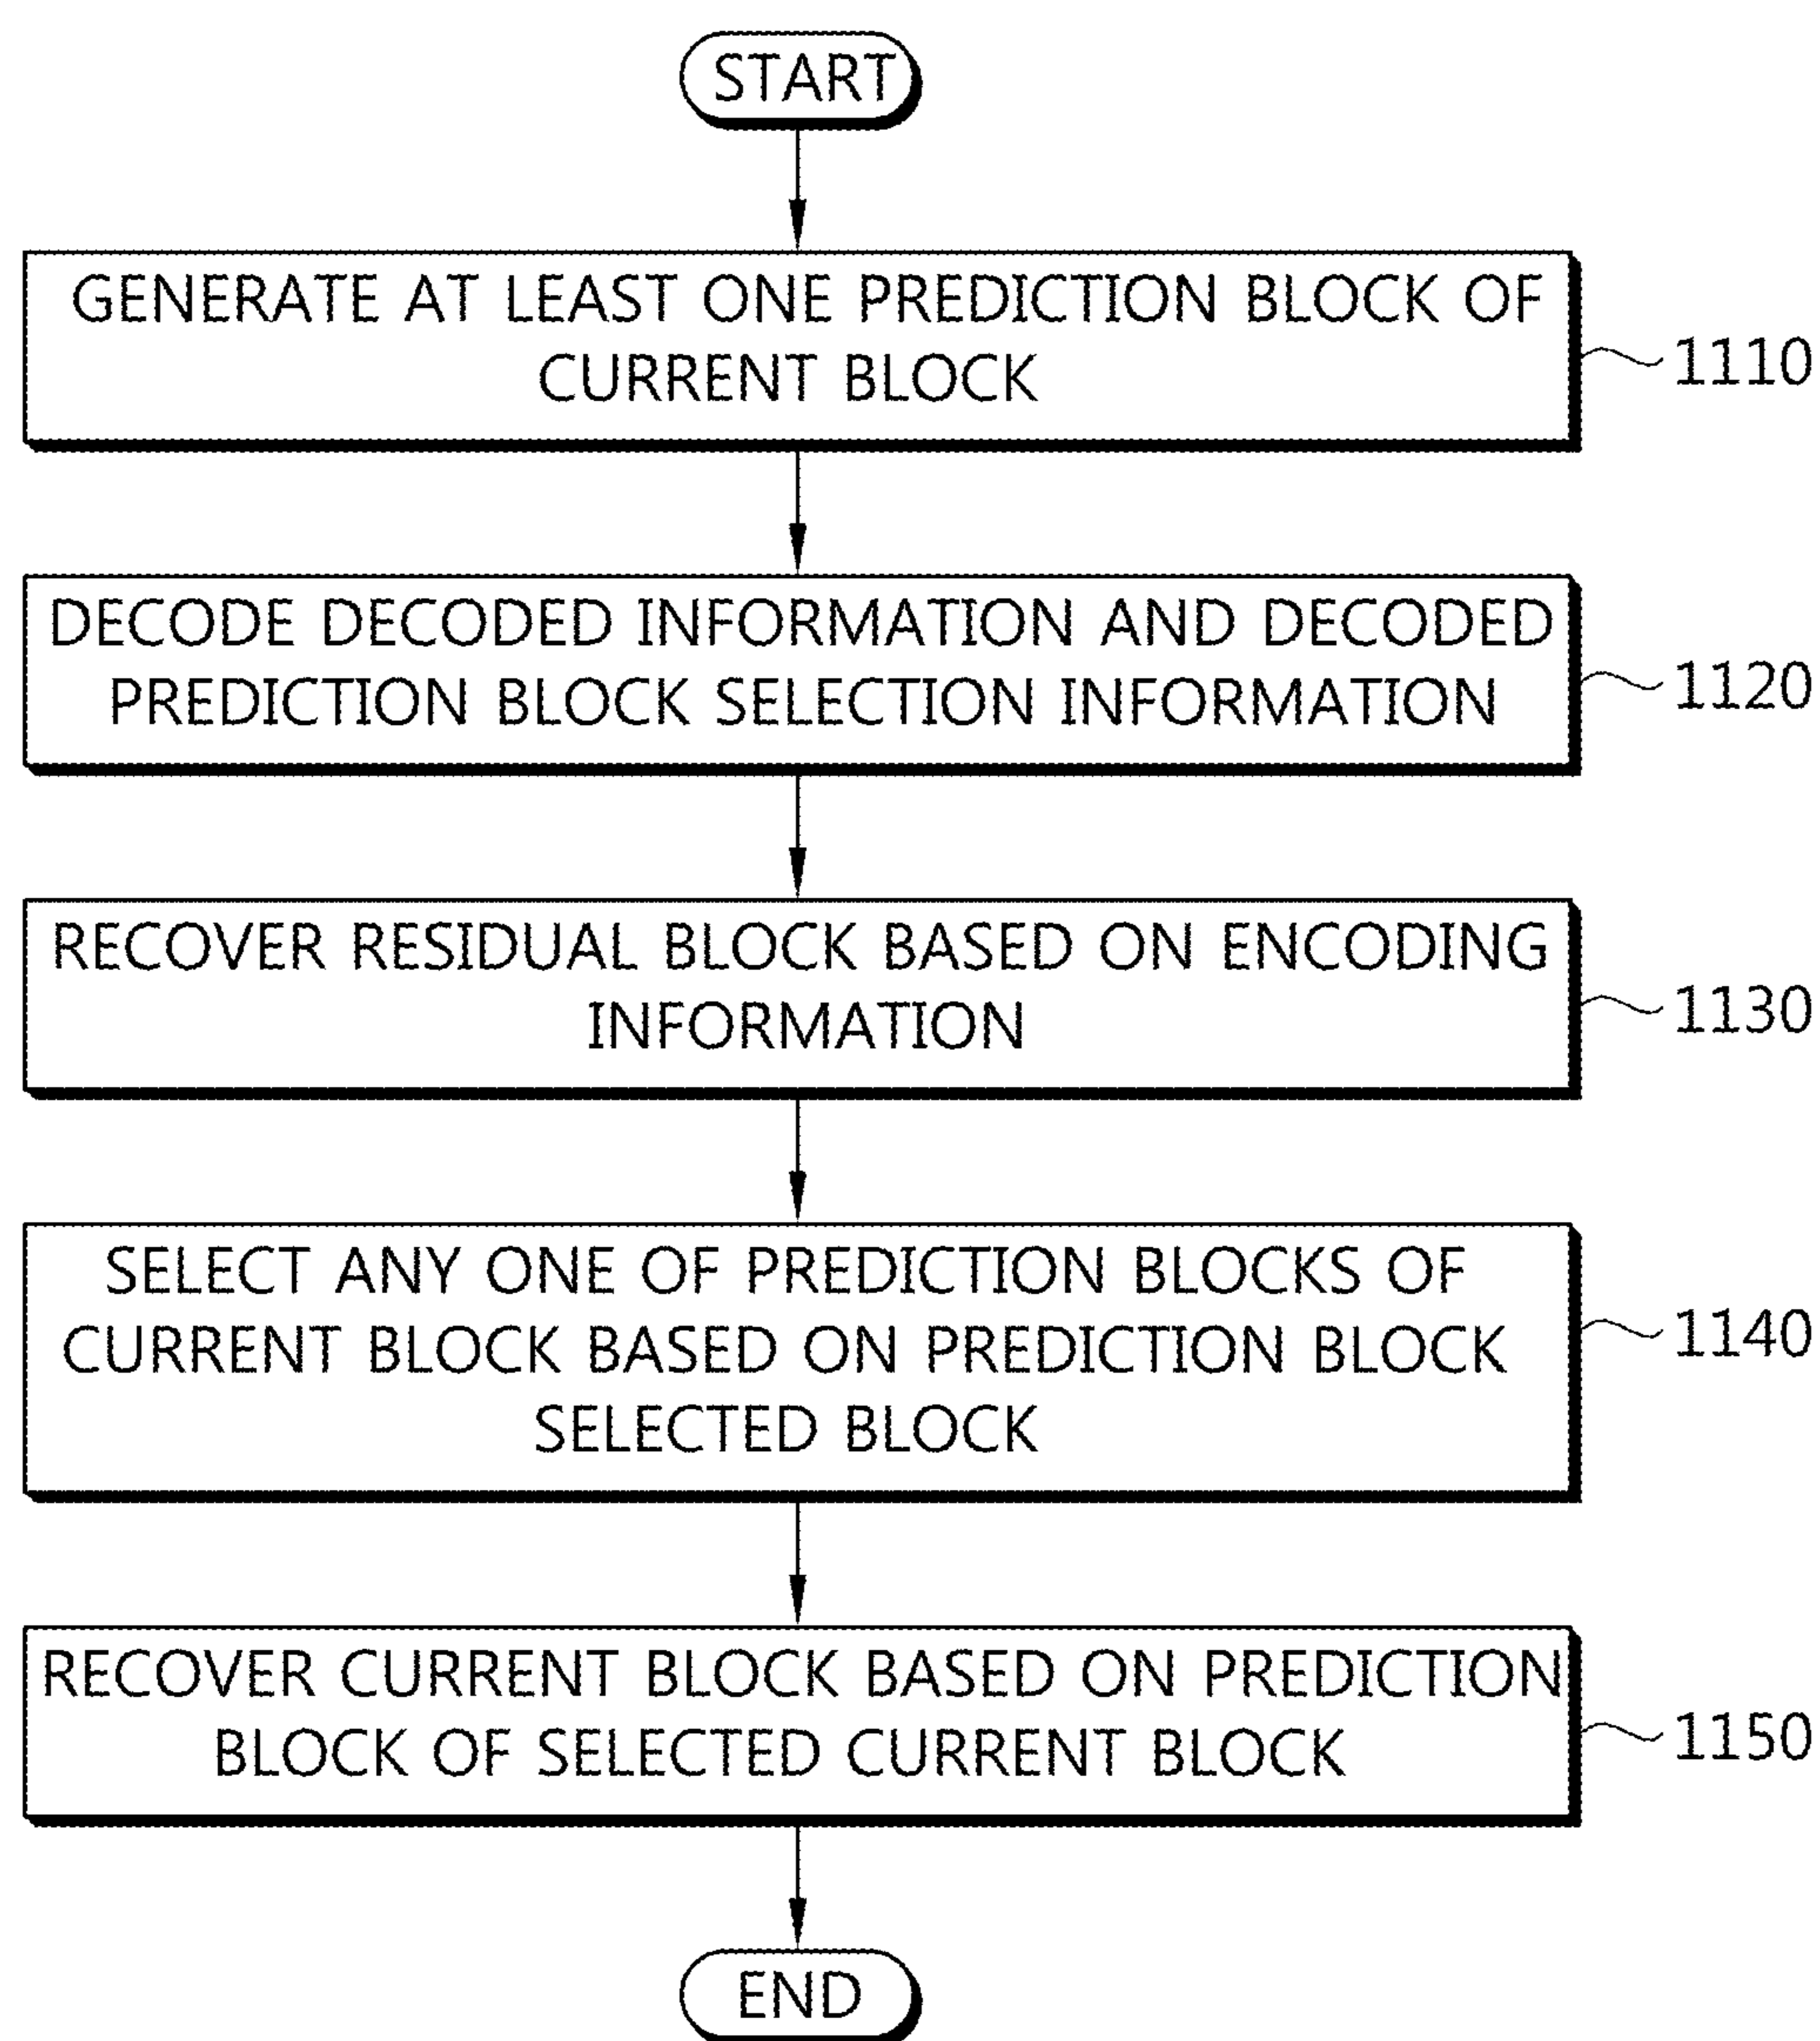 START
GENERATE AT LEAST ONE PREDICTION BLOCK OF
CURRENT BLOCK
1110
DECODE DECODED INFORMATION AND DECODED
PREDICTION BLOCK SELECTION INFORMATION
1120
RECOVER RESIDUAL BLOCK BASED ON ENCODING
INFORMATION
1130
SELECT ANY ONE OF PREDICTION BLOCKS OF
CURRENT BLOCK BASED ON PREDICTION BLOCK
SELECTED BLOCK
1140
RECOVER CURRENT BLOCK BASED ON PREDICTION
BLOCK OF SELECTED CURRENT BLOCK
1150
END